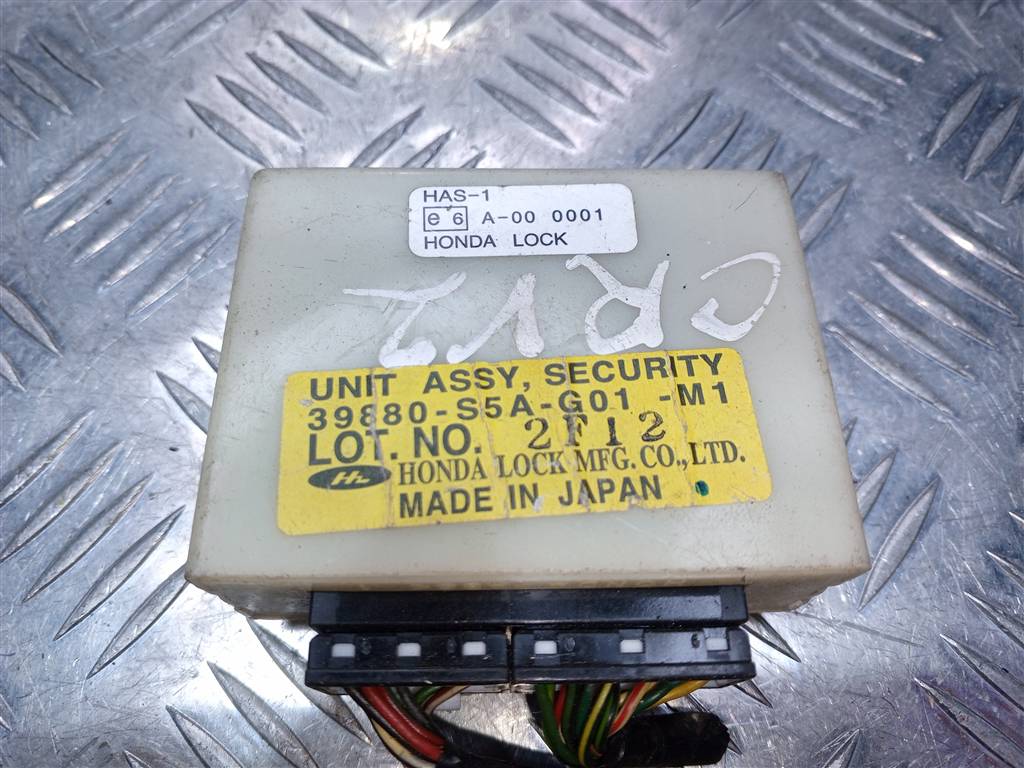 HAS-1
e 6 A-00 0001
HONDA LOCK
CRV2
UNIT ASSY, SECURITY
39880-S5A-G01 -M1
LOT. NO. 2F12
HL HONDA LOCK MFG. CO., LTD.
MADE IN JAPAN